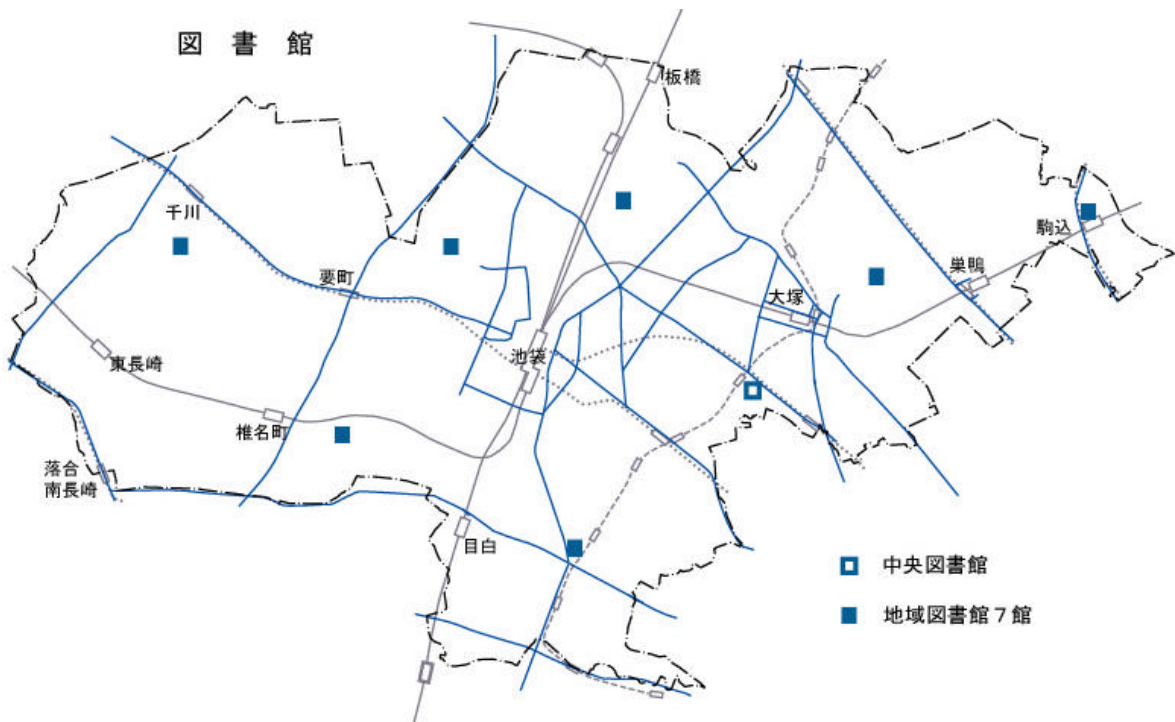 図書館
板橋
千川
駒込
要町
巣鴨
大塚
東長崎
池袋
椎名町
落合
南長崎
目白
中央図書館
地域図書館7館